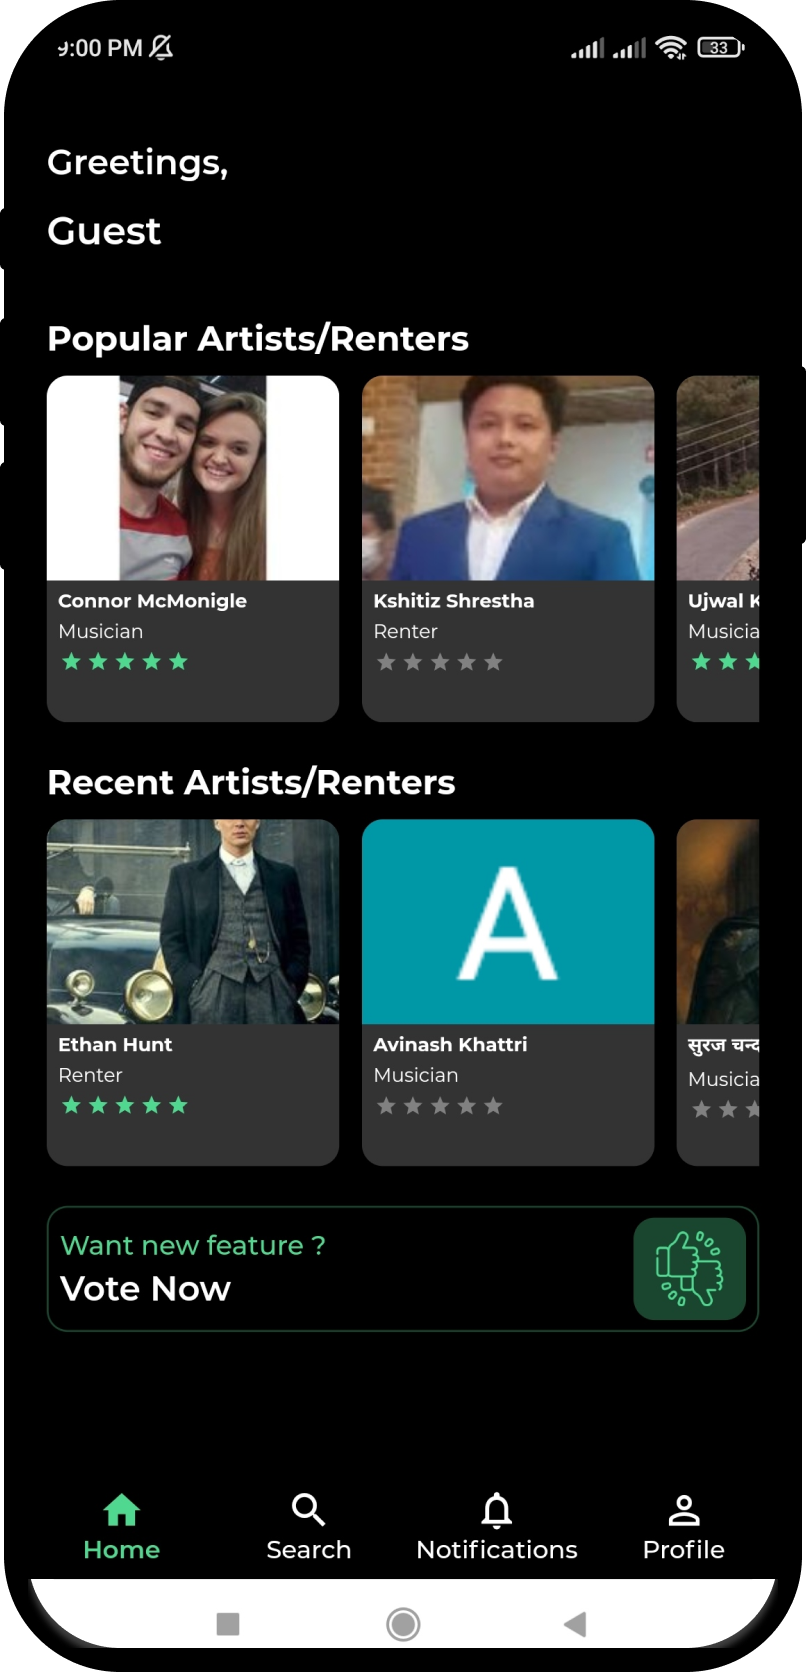 9:00 PM
33
Greetings,
Guest
Popular Artists/Renters
Connor McMonigle
Musician
Kshitiz Shrestha
Renter
Ujwal K
Musicia
Recent Artists/Renters
A
Ethan Hunt
Renter
Avinash Khattri
Musician
सुरज चन्द
Musicia
Want new feature ?
Vote Now
Home
Search
Notifications
Profile